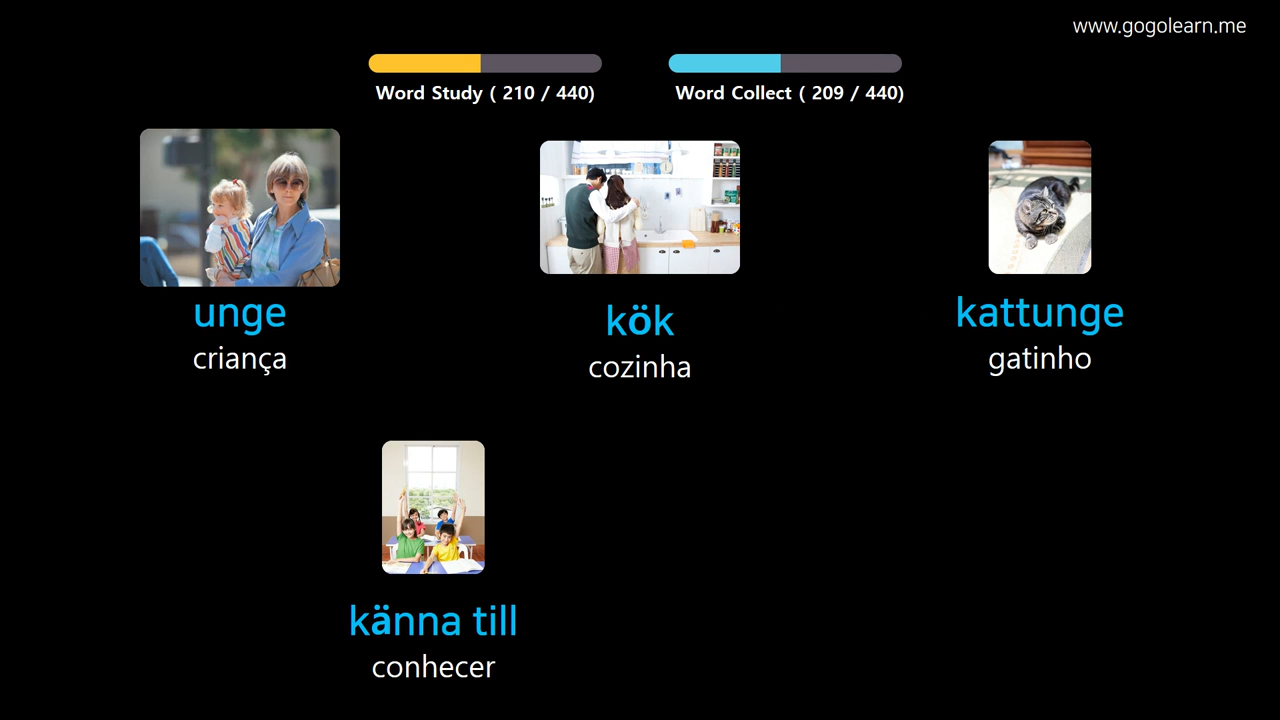 www.gogolearn.me
Word Study ( 210 / 440)
Word Collect ( 209 / 440)
unge
criança
kök
cozinha
kattunge
gatinho
känna till
conhecer